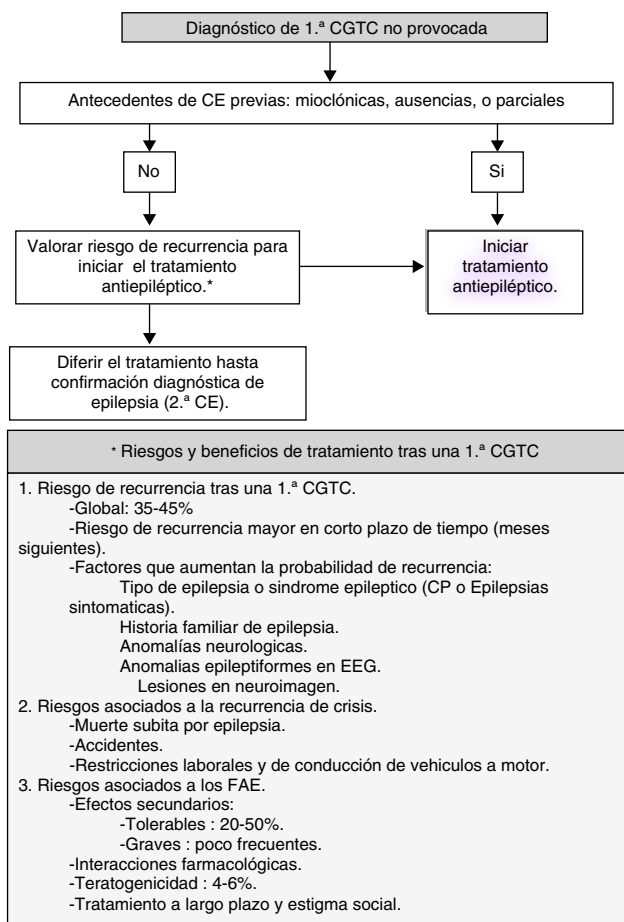 Diagnóstico de 1.ª CGTC no provocada
Antecedentes de CE previas: mioclónicas, ausencias, o parciales
No
Si
Valorar riesgo de recurrencia para
iniciar el tratamiento
antiepiléptico.*
Iniciar
tratamiento
antiepiléptico.
Diferir el tratamiento hasta
confirmación diagnóstica de
epilepsia (2.ª CE).
* Riesgos y beneficios de tratamiento tras una 1.ª CGTC
1. Riesgo de recurrencia tras una 1.ª CGTC.
-Global: 35-45%
-Riesgo de recurrencia mayor en corto plazo de tiempo (meses
siguientes).
-Factores que aumentan la probabilidad de recurrencia:
Tipo de epilepsia o sindrome epileptico (CP o Epilepsias
sintomaticas).
Historia familiar de epilepsia.
Anomalías neurologicas.
Anomalias epileptiformes en EEG.
Lesiones en neuroimagen.
2. Riesgos asociados a la recurrencia de crisis.
-Muerte subita por epilepsia.
-Accidentes.
-Restricciones laborales y de conducción de vehiculos a motor.
3. Riesgos asociados a los FAE.
-Efectos secundarios:
-Tolerables : 20-50%.
-Graves : poco frecuentes.
-Interacciones farmacológicas.
-Teratogenicidad : 4-6%.
-Tratamiento a largo plazo y estigma social.